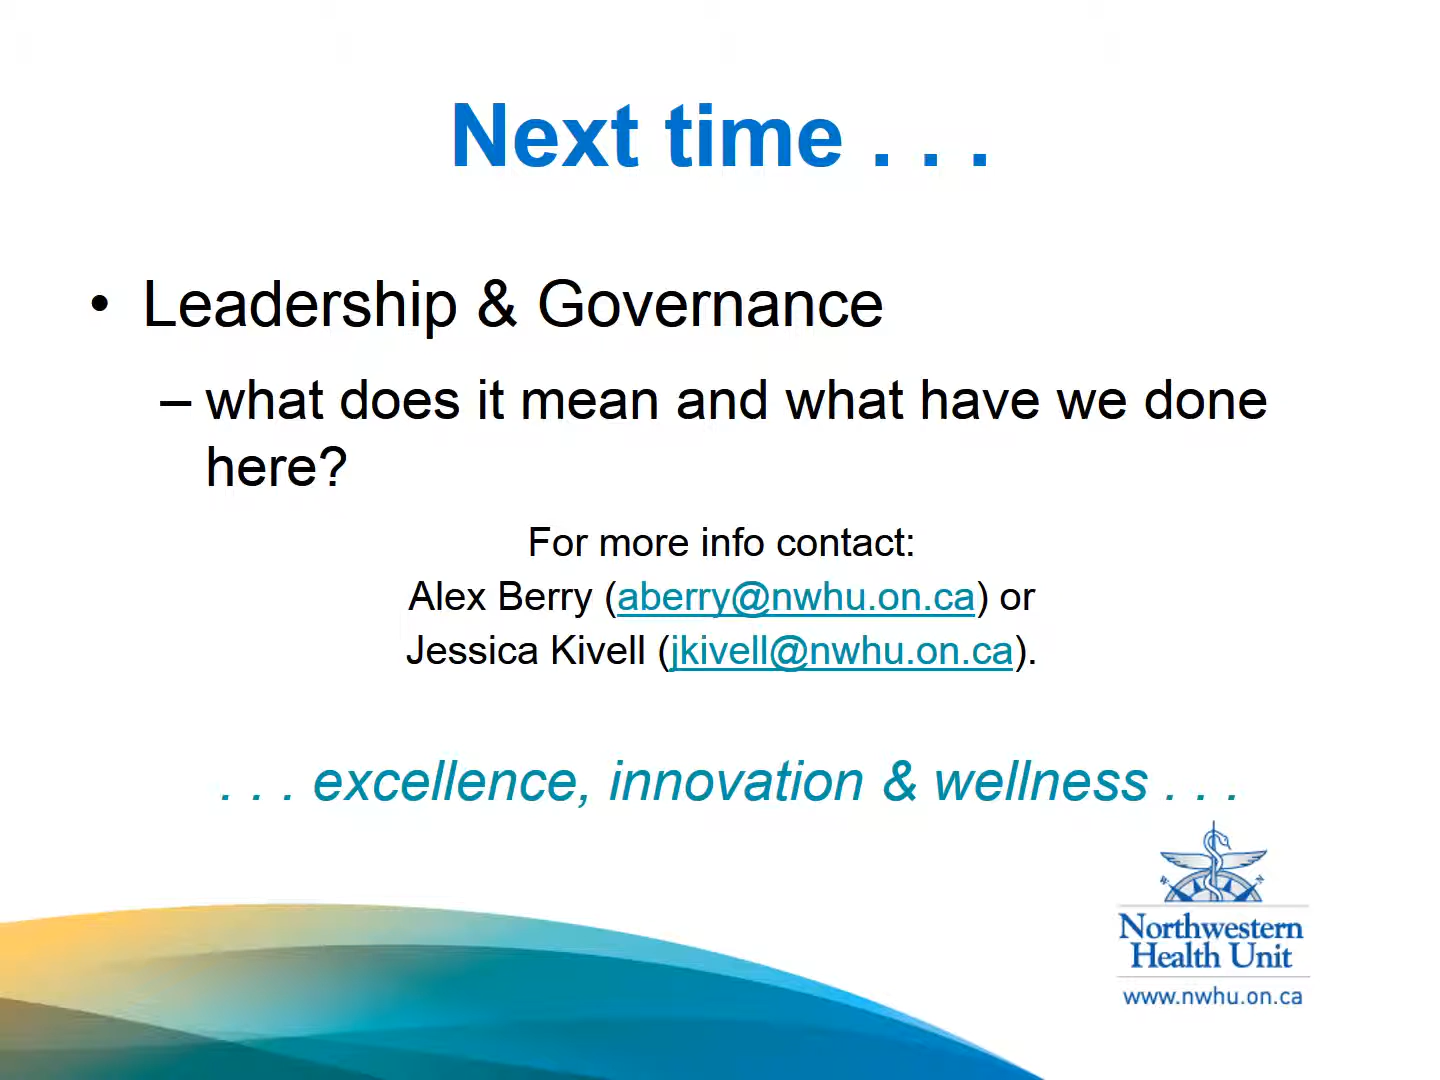 Next time . . .
• Leadership & Governance
– what does it mean and what have we done
here?
For more info contact:
Alex Berry (aberry@nwhu.on.ca) or
Jessica Kivell (jkivell@nwhu.on.ca).
. . . excellence, innovation & wellness . . .
W N
Northwestern
Health Unit
www.nwhu.on.ca